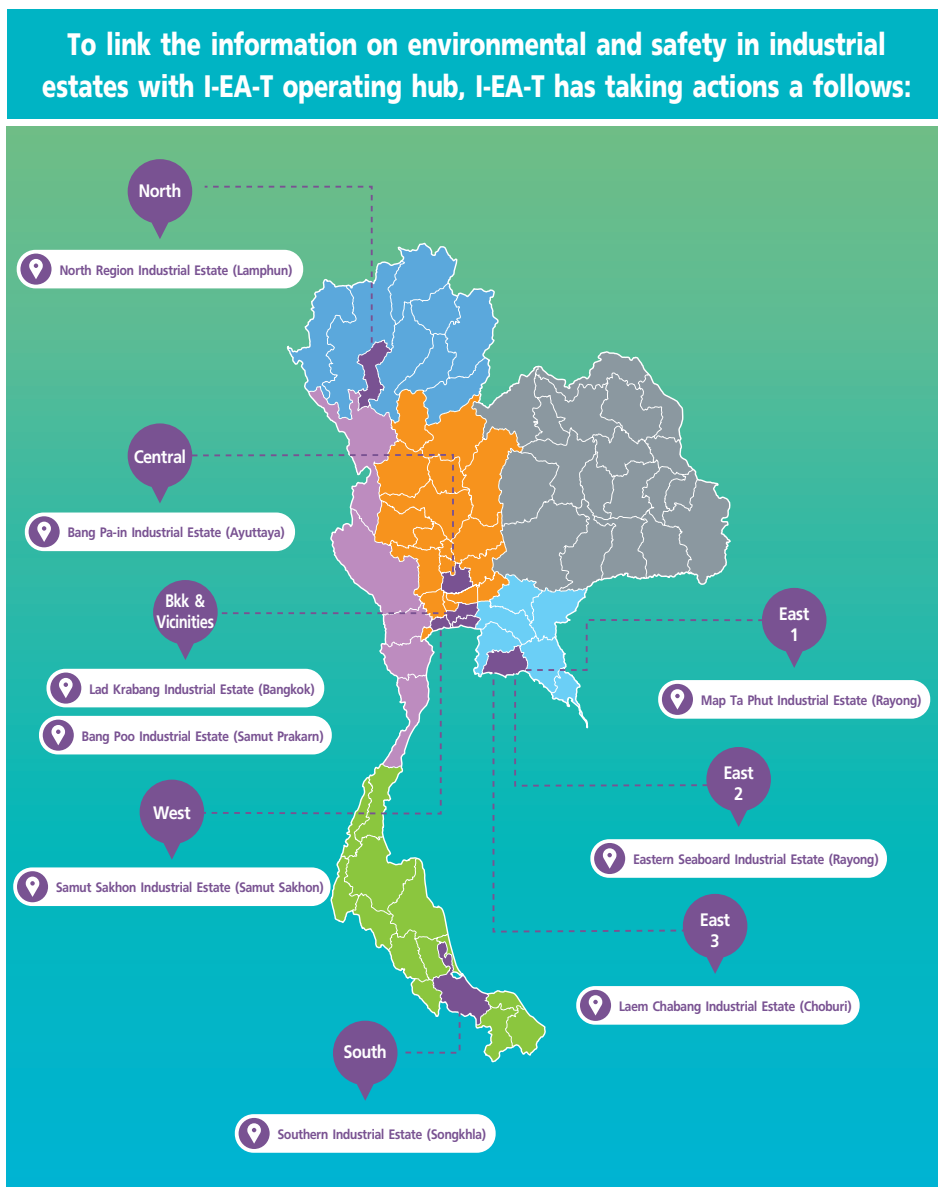 To link the information on environmental and safety in industrial
estates with I-EA-T operating hub, I-EA-T has taking actions a follows:
North
North Region Industrial Estate (Lamphun)
Central
Bang Pa-in Industrial Estate (Ayuttaya)
Bkk &
Vicinities
Lad Krabang Industrial Estate (Bangkok)
Bang Poo Industrial Estate (Samut Prakarn)
West
Samut Sakhon Industrial Estate (Samut Sakhon)
East
1
Map Ta Phut Industrial Estate (Rayong)
East
2
Eastern Seaboard Industrial Estate (Rayong)
East
3
Laem Chabang Industrial Estate (Choburi)
South
Southern Industrial Estate (Songkhla)